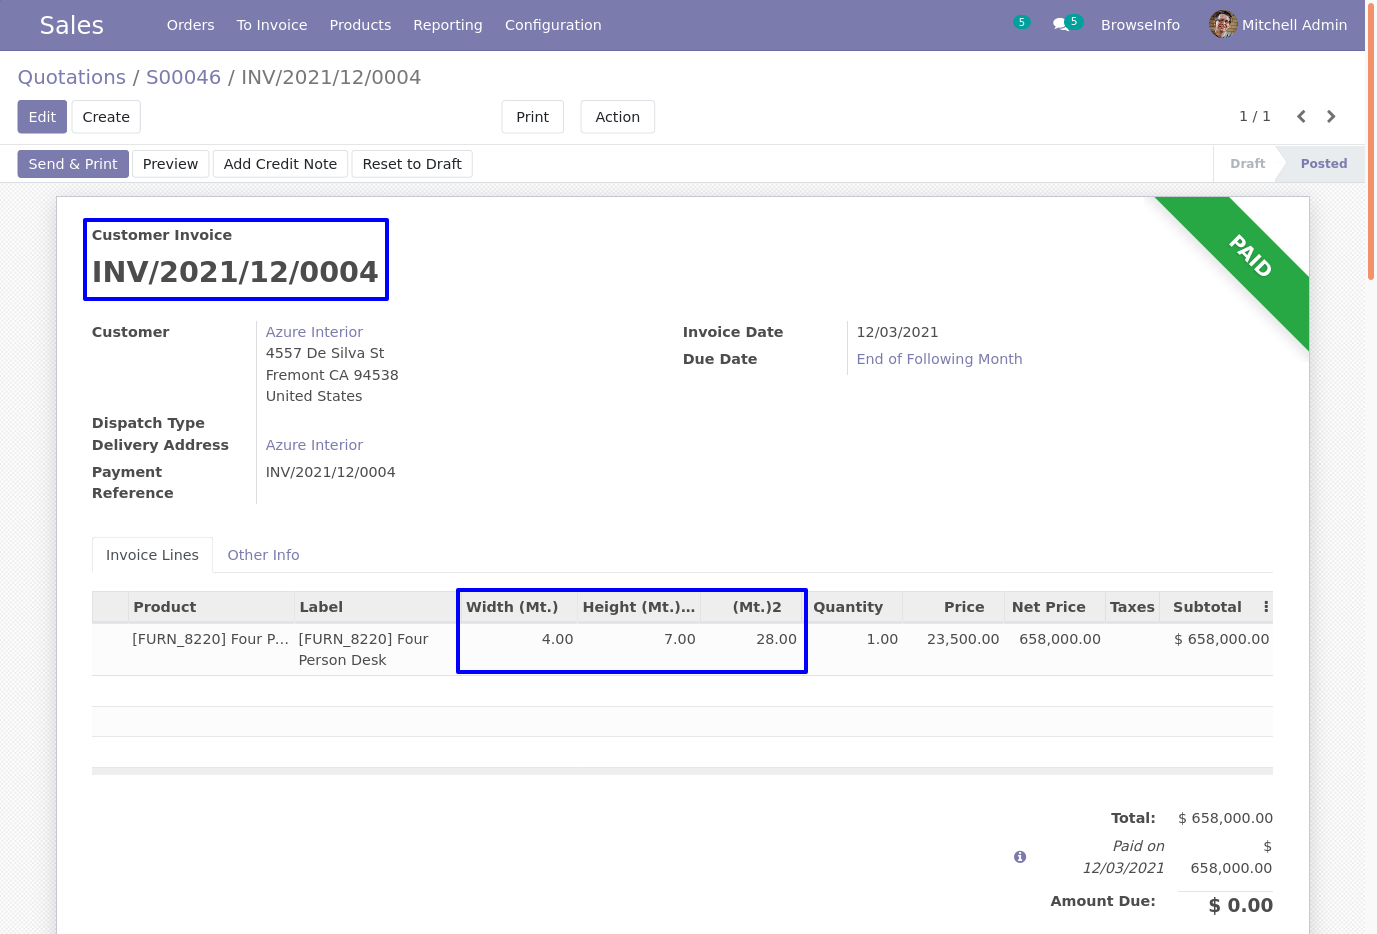 Sales Orders To Invoice Products Reporting Configuration 5 5 BrowseInfo Mitchell Admin
Quotations / S00046 / INV/2021/12/0004
Edit Create Print Action 1 / 1
Send & Print Preview Add Credit Note Reset to Draft Draft Posted
PAID
Customer Invoice
INV/2021/12/0004
Customer Azure Interior Invoice Date 12/03/2021
4557 De Silva St Due Date End of Following Month
Fremont CA 94538
United States
Dispatch Type
Delivery Address Azure Interior
Payment INV/2021/12/0004
Reference
Invoice Lines Other Info
Product Label Width (Mt.) Height (Mt.)... (Mt.)2 Quantity Price Net Price Taxes Subtotal
[FURN_8220] Four P... [FURN_8220] Four 4.00 7.00 28.00 1.00 23,500.00 658,000.00 $ 658,000.00
Person Desk
Total: $ 658,000.00
Paid on $
12/03/2021 658,000.00
Amount Due: $ 0.00